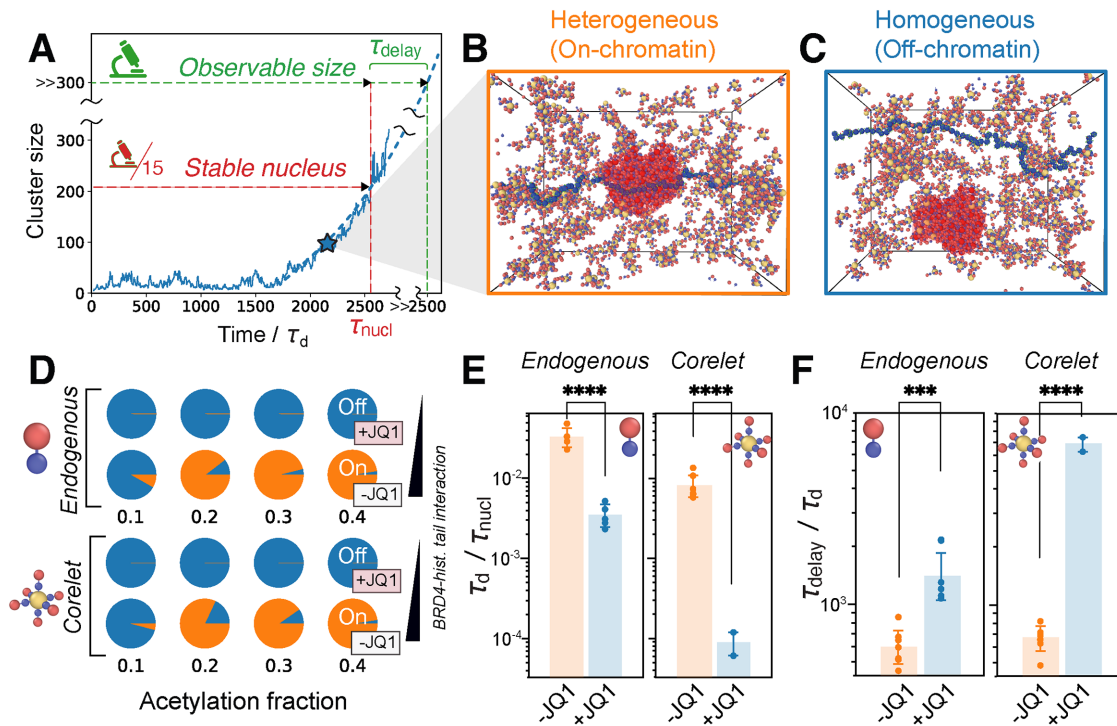 A
Observable size
τdelay
>>300
300
/15
Stable nucleus
200
100
0
Cluster size
0 500 1000 1500 2000 >> 2500
2500
τnucl
Time / τd
Heterogeneous
(On-chromatin)
B
Homogeneous
(Off-chromatin)
C
D
Endogenous
Off
+JQ1
On
-JQ1
0.1 0.2 0.3 0.4
Corelet
Off
+JQ1
On
-JQ1
0.1 0.2 0.3 0.4
Acetylation fraction
BRD4-hist. tail interaction
E
Endogenous Corelet
**** ****
10⁻²
10⁻³
10⁻⁴
τd / τnucl
-JQ1 +JQ1 -JQ1 +JQ1
F
Endogenous Corelet
*** ****
10⁴
10³
τdelay / τd
-JQ1 +JQ1 -JQ1 +JQ1